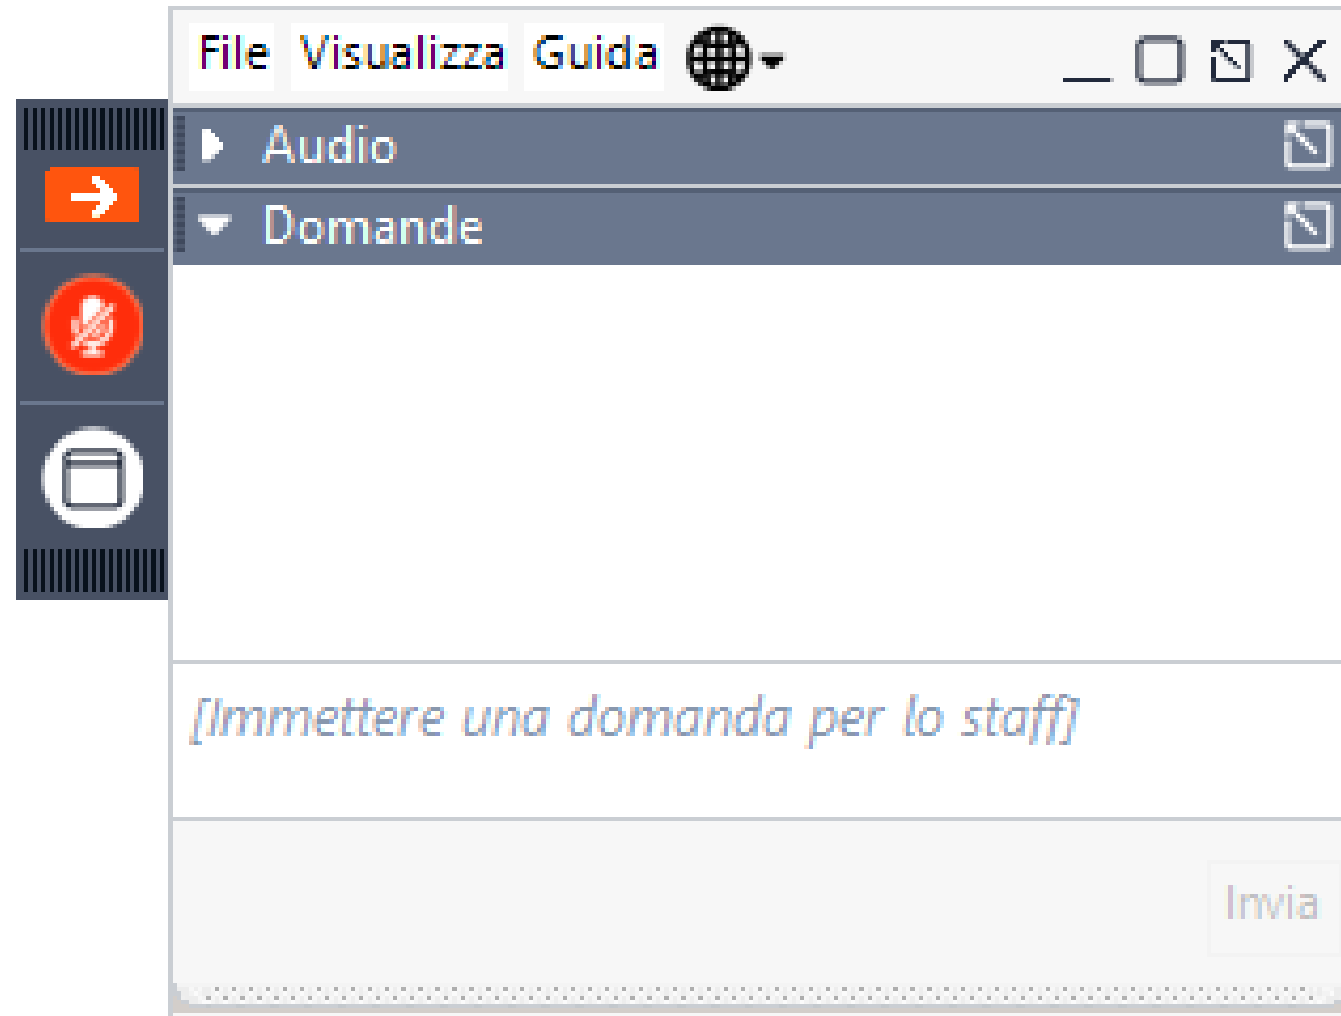 File Visualizza Guida
Audio
Domande
[Immettere una domanda per lo staff]
Invia